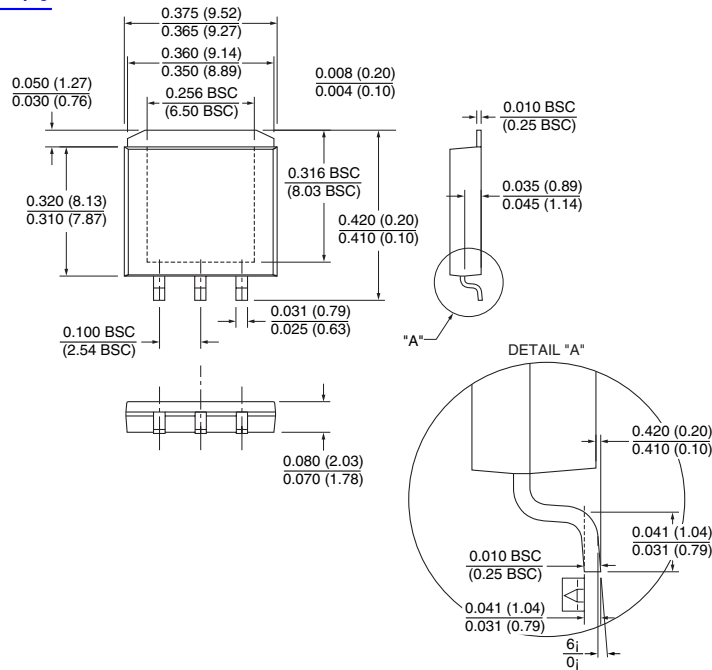 0.375 (9.52)
0.365 (9.27)
0.360 (9.14)
0.350 (8.89)
0.050 (1.27)
0.030 (0.76)
0.256 BSC
(6.50 BSC)
0.008 (0.20)
0.004 (0.10)
0.010 BSC
(0.25 BSC)
0.320 (8.13)
0.310 (7.87)
0.316 BSC
(8.03 BSC)
0.420 (0.20)
0.410 (0.10)
0.035 (0.89)
0.045 (1.14)
0.100 BSC
(2.54 BSC)
0.031 (0.79)
0.025 (0.63)
"A"
DETAIL "A"
0.080 (2.03)
0.070 (1.78)
0.420 (0.20)
0.410 (0.10)
0.041 (1.04)
0.031 (0.79)
0.010 BSC
(0.25 BSC)
A
0.041 (1.04)
0.031 (0.79)
6¡
0¡